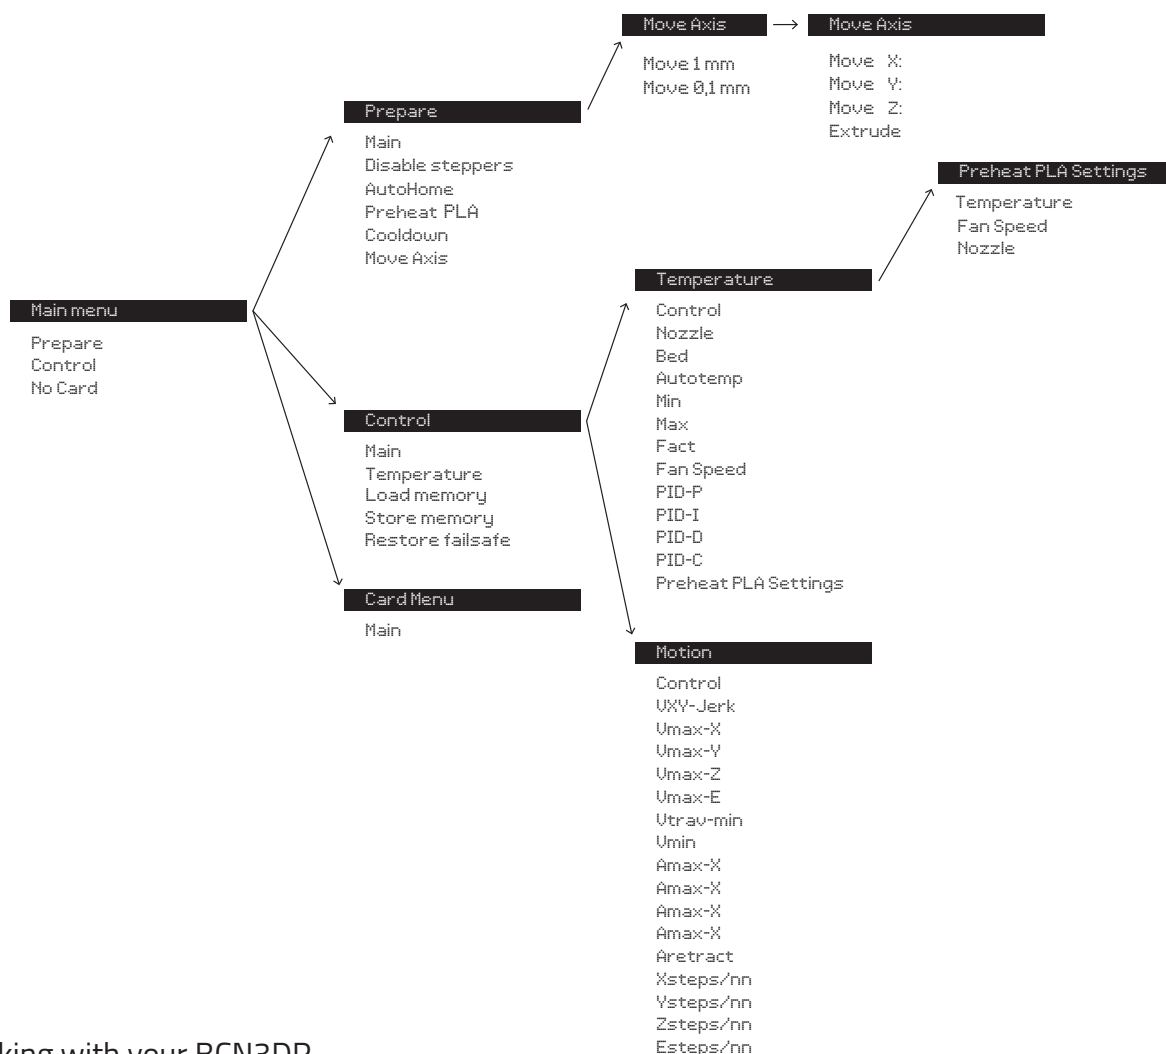 Main menu
Prepare
Control
No Card
Prepare
Main
Disable steppers
AutoHome
Preheat PLA
Cooldown
Move Axis
Move Axis
Move 1 mm
Move 0,1 mm
Move Axis
Move X:
Move Y:
Move Z:
Extrude
Control
Main
Temperature
Load memory
Store memory
Restore failsafe
Temperature
Control
Nozzle
Bed
Autotemp
Min
Max
Fact
Fan Speed
PID-P
PID-I
PID-D
PID-C
Preheat PLA Settings
Preheat PLA Settings
Temperature
Fan Speed
Nozzle
Motion
Control
VXY-Jerk
Vmax-X
Vmax-Y
Vmax-Z
Vmax-E
Vtrav-min
Vmin
Amax-X
Amax-X
Amax-X
Amax-X
Aretract
Xsteps/nn
Ysteps/nn
Zsteps/nn
Esteps/nn
Card Menu
Main
with your BCN3DR